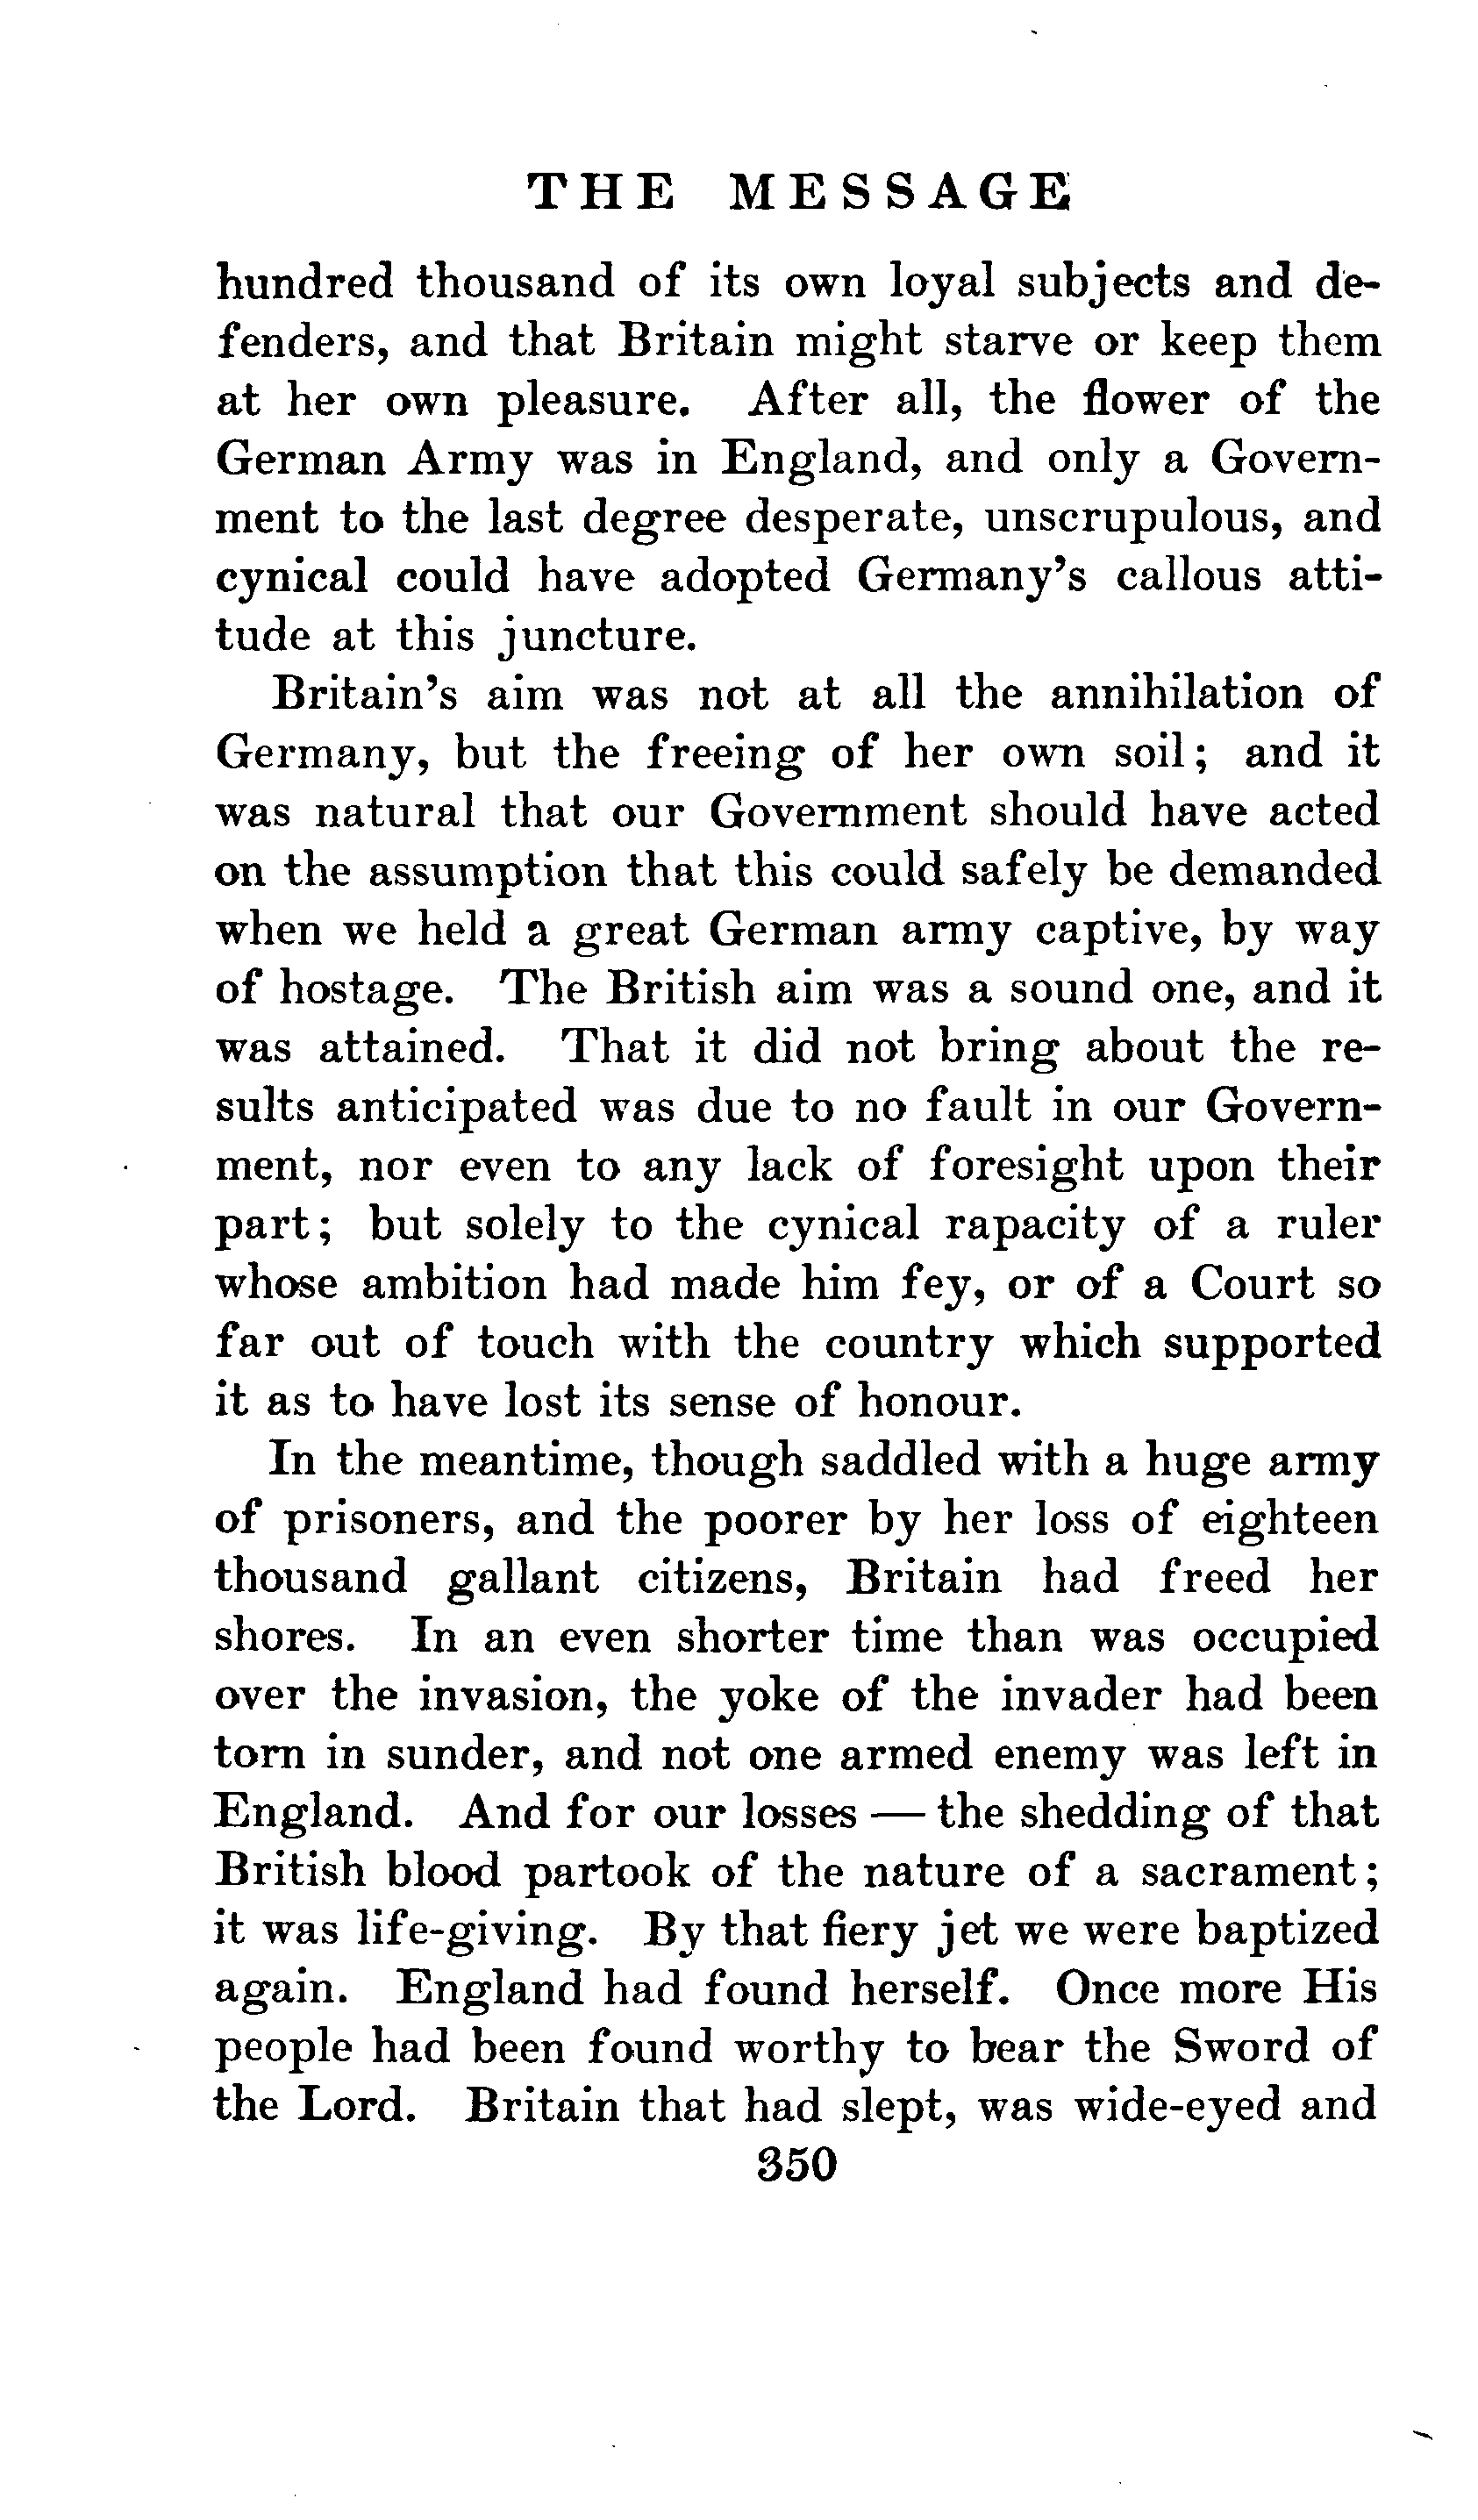 THE MESSAGE
hundred thousand of its own loyal subjects and de-
fenders, and that Britain might starve or keep them
at her own pleasure. After all, the flower of the
German Army was in England, and only a Govern-
ment to the last degree desperate, unscrupulous, and
cynical could have adopted Germany's callous atti-
tude at this juncture.
Britain's aim was not at all the annihilation of
Germany, but the freeing of her own soil; and it
was natural that our Government should have acted
on the assumption that this could safely be demanded
when we held a great German army captive, by way
of hostage. The British aim was a sound one, and it
was attained. That it did not bring about the re-
sults anticipated was due to no fault in our Govern-
ment, nor even to any lack of foresight upon their
part; but solely to the cynical rapacity of a ruler
whose ambition had made him fey, or of a Court so
far out of touch with the country which supported
it as to have lost its sense of honour.
In the meantime, though saddled with a huge army
of prisoners, and the poorer by her loss of eighteen
thousand gallant citizens, Britain had freed her
shores. In an even shorter time than was occupied
over the invasion, the yoke of the invader had been
torn in sunder, and not one armed enemy was left in
England. And for our losses — the shedding of that
British blood partook of the nature of a sacrament;
it was life-giving. By that fiery jet we were baptized
again. England had found herself. Once more His
people had been found worthy to bear the Sword of
the Lord. Britain that had slept, was wide-eyed and
350